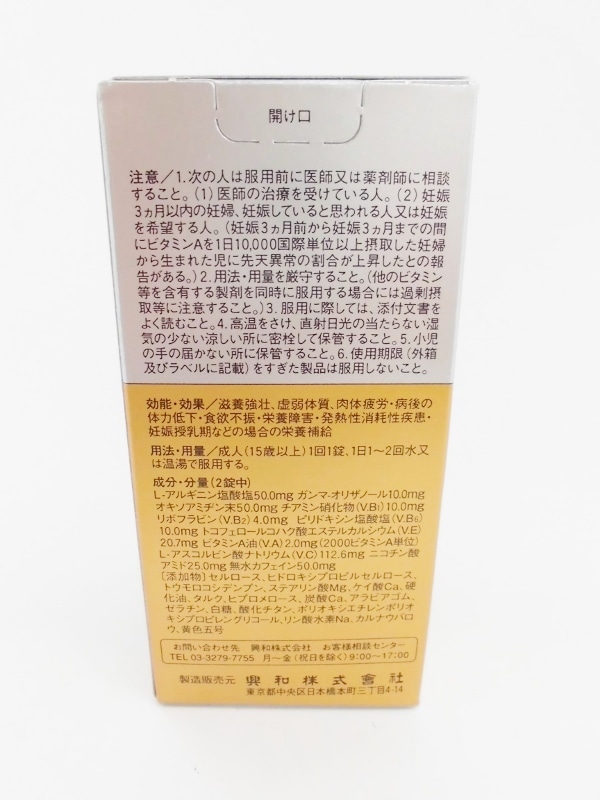 開け口
注意/1.次の人は服用前に医師又は薬剤師に相談
すること。(1)医師の治療を受けている人。(2)妊娠
3ヵ月以内の妊婦、妊娠していると思われる人又は妊娠
を希望する人。(妊娠3ヵ月前から妊娠3ヵ月までの間
にビタミンAを1日10,000国際単位以上摂取した妊婦
から生まれた児に先天異常の割合が上昇したとの報
告がある。)2.用法・用量を厳守すること。(他のビタミン
等を含有する製剤を同時に服用する場合には過剰摂
取等に注意すること。)3.服用に際しては、添付文書を
よく読むこと。4.高温をさけ、直射日光の当たらない湿
気の少ない涼しい所に密栓して保管すること。5.小児
の手の届かない所に保管すること。6.使用期限(外箱
及びラベルに記載)をすぎた製品は服用しないこと。
効能・効果/滋養強壮、虚弱体質、肉体疲労・病後の
体力低下・食欲不振・栄養障害・発熱性消耗性疾患・
妊娠授乳期などの場合の栄養補給
用法・用量/成人(15歳以上)1回1錠、1日1〜2回水又
は温湯で服用する。
成分・分量(2錠中)
L-アルギニン塩酸塩50.0mg ガンマ-オリザノール10.0mg
オキソアミヂン末50.0mg チアミン硝化物(V.B₁)10.0mg
リボフラビン(V.B₂)4.0mg ピリドキシン塩酸塩(V.B₆)
10.0mg トコフェロールコハク酸エステルカルシウム(V.E)
20.7mg ビタミンA油(V.A)2.0mg(2000ビタミンA単位)
L-アスコルビン酸ナトリウム(V.C)112.6mg ニコチン酸
アミド25.0mg 無水カフェイン50.0mg
〔添加物〕セルロース、ヒドロキシプロピルセルロース、
トウモロコシデンプン、ステアリン酸Mg、ケイ酸Ca、硬
化油、タルク、ヒプロメロース、炭酸Ca、アラビアゴム、
ゼラチン、白糖、酸化チタン、ポリオキシエチレンポリオ
キシプロピレングリコール、リン酸水素Na、カルナウバロ
ウ、黄色五号
お問い合わせ先 興和株式会社 お客様相談センター
TEL 03-3279-7755 月〜金(祝日を除く)9:00〜17:00
製造販売元 興和株式會社
東京都中央区日本橋本町三丁目4-14